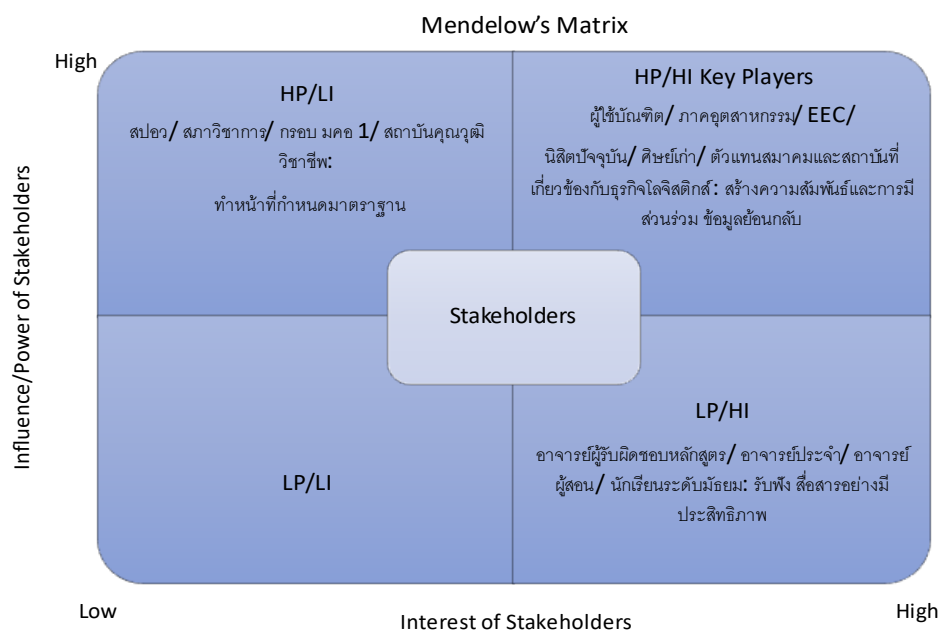 Mendelow's Matrix
High
HP/LI
สปอว/ สภาวิชาการ/ กรอบ มคอ 1/ สถาบันคุณวุฒิ
วิชาชีพ:
ทำหน้าที่กำหนดมาตราฐาน
HP/HI Key Players
ผู้ใช้บัณฑิต/ ภาคอุตสาหกรรม/ EEC/
นิสิตปัจจุบัน/ ศิษย์เก่า/ ตัวแทนสมาคมและสถาบันที่
เกี่ยวข้องกับธุรกิจโลจิสติกส์: สร้างความสัมพันธ์และการมี
ส่วนร่วม ข้อมูลย้อนกลับ
Influence/Power of Stakeholders
Stakeholders
LP/LI
LP/HI
อาจารย์ผู้รับผิดชอบหลักสูตร/ อาจารย์ประจำ/ อาจารย์
ผู้สอน/ นักเรียนระดับมัธยม: รับฟัง สื่อสารอย่างมี
ประสิทธิภาพ
Low
Interest of Stakeholders
High